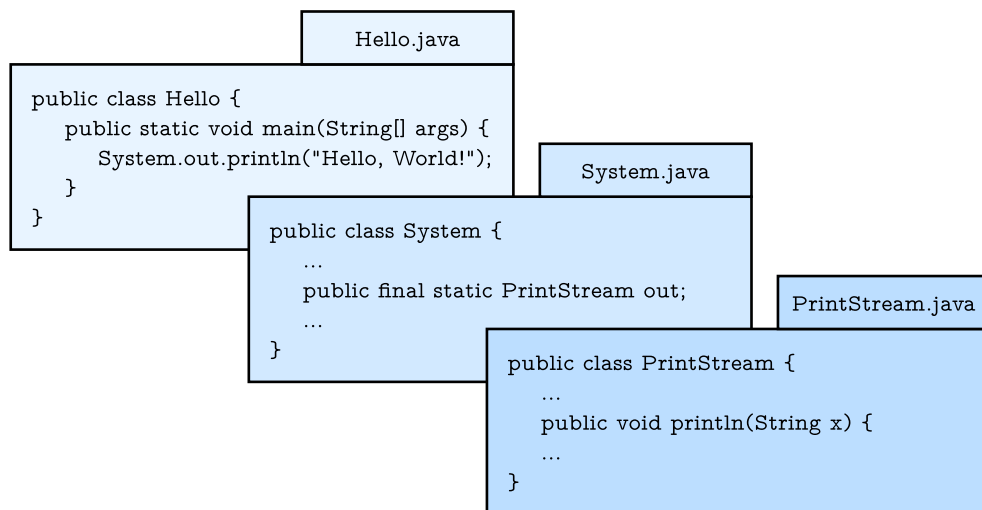 Hello.java
public class Hello {
public static void main(String[] args) {
System.out.println("Hello, World!");
}
}
System.java
public class System {
...
public final static PrintStream out;
...
}
PrintStream.java
public class PrintStream {
...
public void println(String x) {
...
}